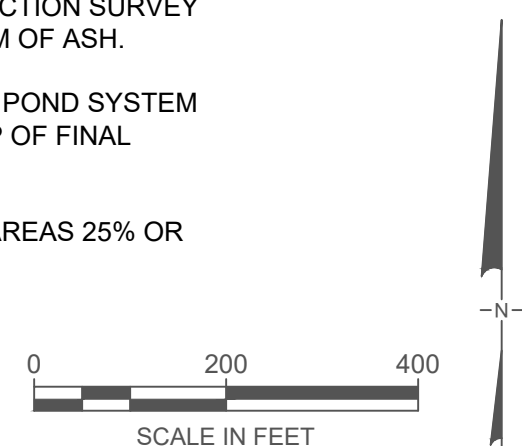 CTION SURVEY
M OF ASH.
POND SYSTEM
P OF FINAL
AREAS 25% OR
0 200 400
SCALE IN FEET
N